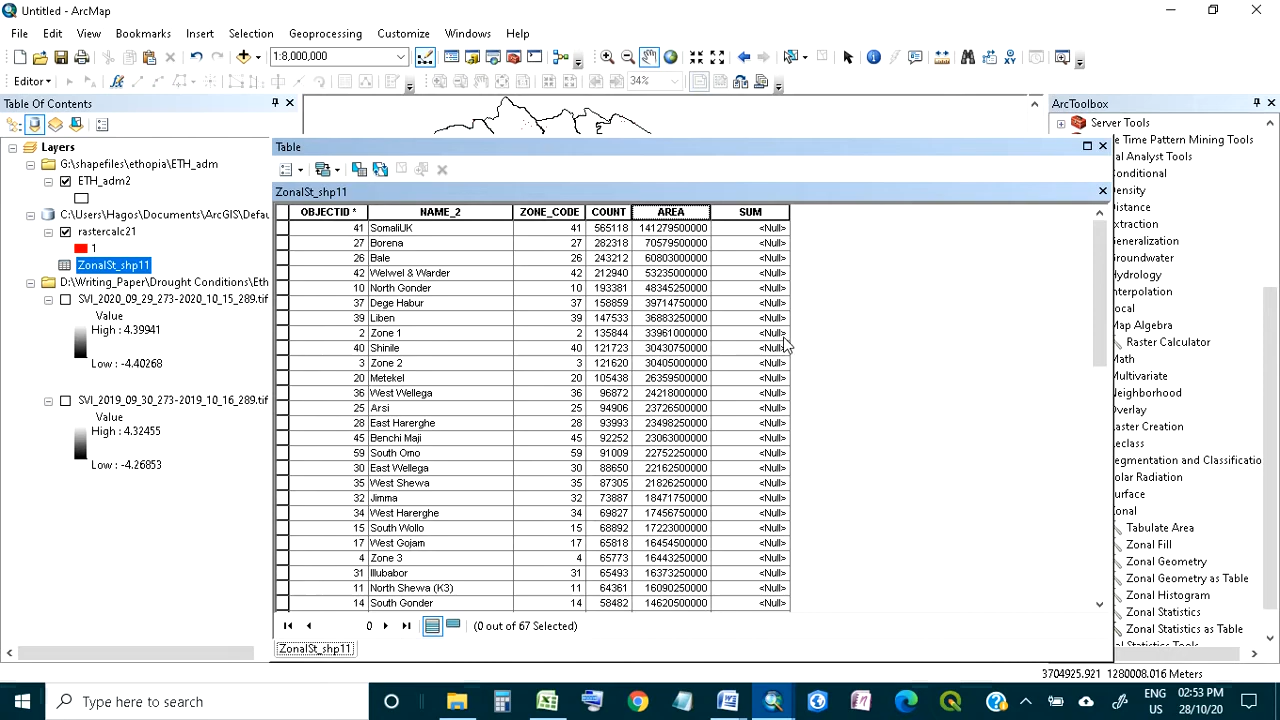 Untitled - ArcMap
File Edit View Bookmarks Insert Selection Geoprocessing Customize Windows Help
1:8,000,000
Editor 34%
Table Of Contents
Layers
G:\shapefiles\ethopia\ETH_adm
ETH_adm2
C:\Users\Hagos\Documents\ArcGIS\Defau
rastercalc21
1
ZonalSt_shp11
D:\Writing_Paper\Drought Conditions\Eth
SVI_2020_09_29_273-2020_10_15_289.tif
Value
High : 4.39941
Low : -4.40268
SVI_2019_09_30_273-2019_10_16_289.tif
Value
High : 4.32455
Low : -4.26853
Table
ZonalSt_shp11
OBJECTID * NAME_2 ZONE_CODE COUNT AREA SUM
41 SomaliUK 41 565118 141279500000 <Null>
27 Borena 27 282318 70579500000 <Null>
26 Bale 26 243212 60803000000 <Null>
42 Welwel & Warder 42 212940 53235000000 <Null>
10 North Gonder 10 193381 48345250000 <Null>
37 Dege Habur 37 158859 39714750000 <Null>
39 Liben 39 147533 36883250000 <Null>
2 Zone 1 2 135844 33961000000 <Null>
40 Shinile 40 121723 30430750000 <Null>
3 Zone 2 3 121620 30405000000 <Null>
20 Metekel 20 105438 26359500000 <Null>
36 West Wellega 36 96872 24218000000 <Null>
25 Arsi 25 94906 23726500000 <Null>
28 East Harerghe 28 93993 23498250000 <Null>
45 Benchi Maji 45 92252 23063000000 <Null>
59 South Omo 59 91009 22752250000 <Null>
30 East Wellega 30 88650 22162500000 <Null>
35 West Shewa 35 87305 21826250000 <Null>
32 Jimma 32 73887 18471750000 <Null>
34 West Harerghe 34 69827 17456750000 <Null>
15 South Wollo 15 68892 17223000000 <Null>
17 West Gojam 17 65818 16454500000 <Null>
4 Zone 3 4 65773 16443250000 <Null>
31 Illubabor 31 65493 16373250000 <Null>
11 North Shewa (K3) 11 64361 16090250000 <Null>
14 South Gonder 14 58482 14620500000 <Null>
0 (0 out of 67 Selected)
ZonalSt_shp11
ArcToolbox
Server Tools
e Time Pattern Mining Tools
al Analyst Tools
onditional
ensity
istance
xtraction
eneralization
ydrology
terpolation
ocal
ap Algebra
Raster Calculator
ath
ultivariate
eighborhood
verlay
aster Creation
eclass
egmentation and Classificatio
olar Radiation
urface
onal
Tabulate Area
Zonal Fill
Zonal Geometry
Zonal Geometry as Table
Zonal Histogram
Zonal Statistics
Zonal Statistics as Table
3704925.921 1280008.016 Meters
Type here to search
ENG 02:53 PM
US 28/10/20